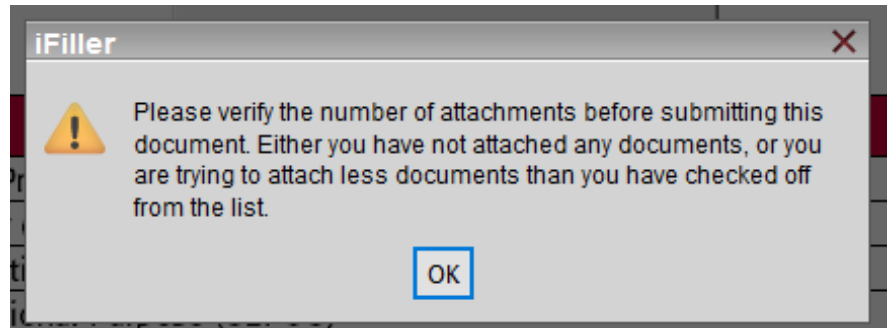 iFiller
Please verify the number of attachments before submitting this
document. Either you have not attached any documents, or you
are trying to attach less documents than you have checked off
from the list.
OK